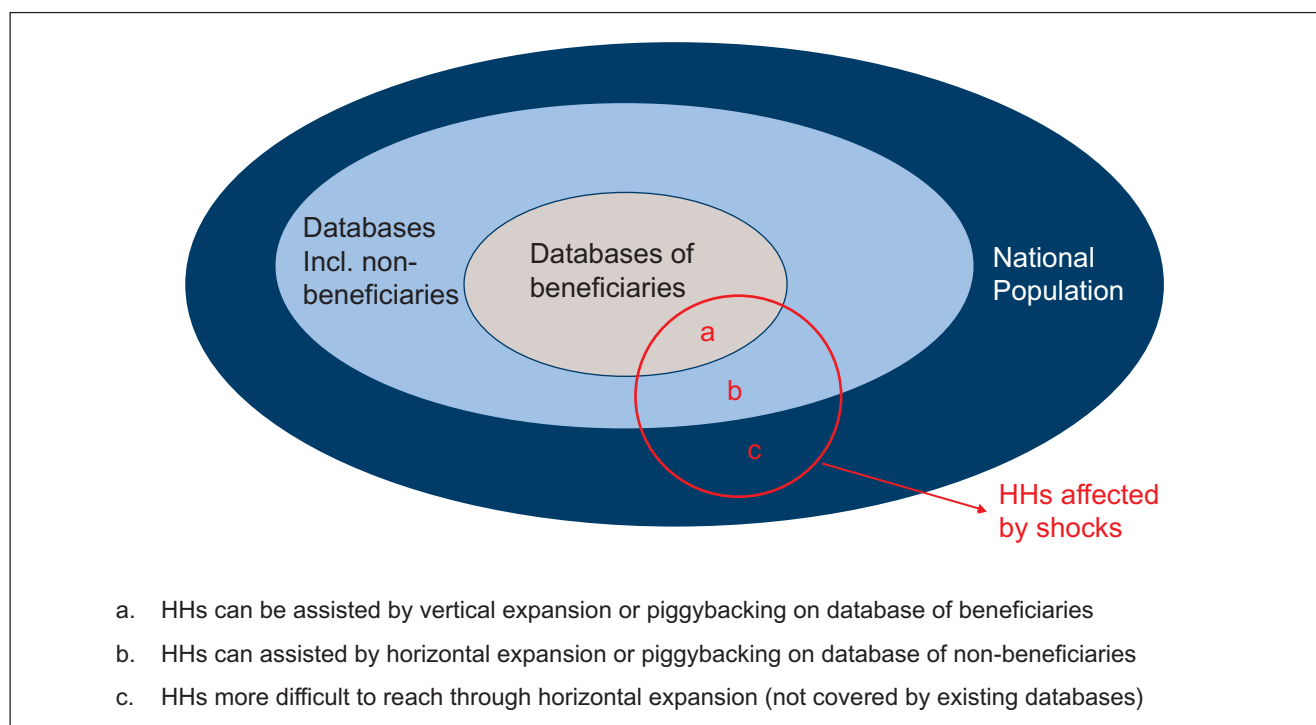 Databases
Incl. non-
beneficiaries
Databases of
beneficiaries
National
Population
a
b
c
HHs affected
by shocks
a. HHs can be assisted by vertical expansion or piggybacking on database of beneficiaries
b. HHs can assisted by horizontal expansion or piggybacking on database of non-beneficiaries
c. HHs more difficult to reach through horizontal expansion (not covered by existing databases)